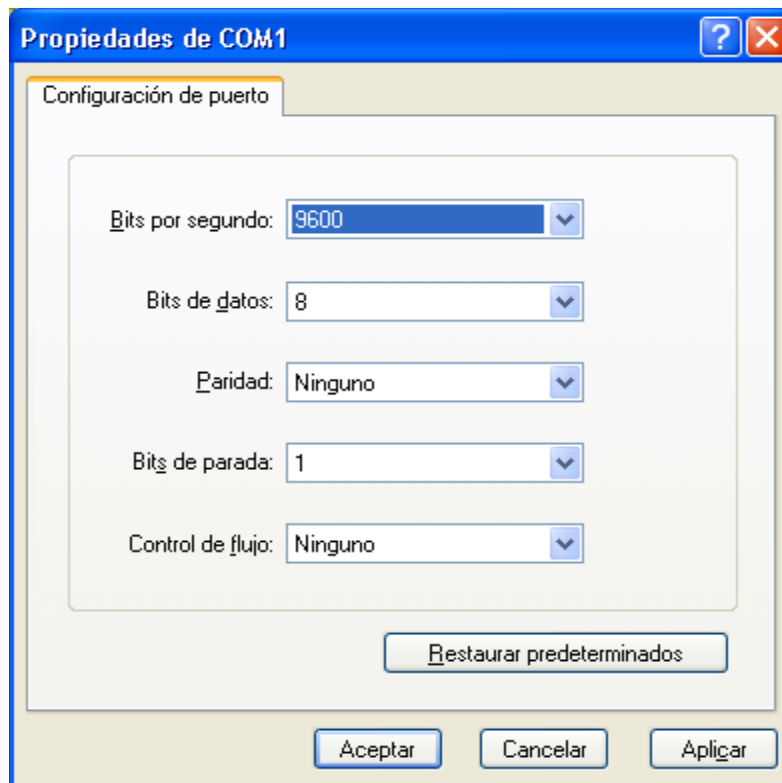 Propiedades de COM1
Configuración de puerto
Bits por segundo: 9600
Bits de datos: 8
Paridad: Ninguno
Bits de parada: 1
Control de flujo: Ninguno
Restaurar predeterminados
Aceptar Cancelar Aplicar